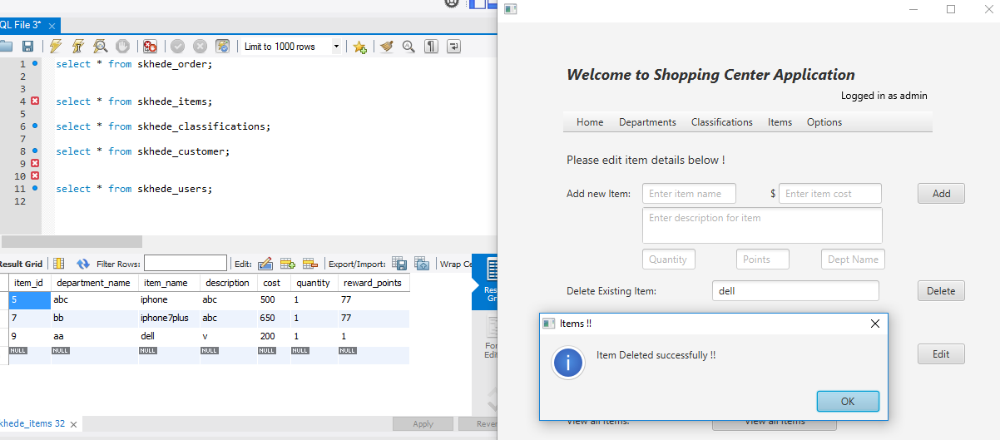 QL File 3*
Limit to 1000 rows
1 select * from skhede_order;
2
3
4 select * from skhede_items;
5
6 select * from skhede_classifications;
7
8 select * from skhede_customer;
9
10
11 select * from skhede_users;
12
Result Grid Filter Rows: Edit: Export/Import: Wrap Ce
item_id department_name item_name description cost quantity reward_points
5 abc iphone abc 500 1 77
7 bb iphone7plus abc 650 1 77
9 aa dell v 200 1 1
NULL NULL NULL NULL NULL NULL NULL
Res
Gr
For
Edit
khede_items 32
Apply
Rever
Welcome to Shopping Center Application
Logged in as admin
Home Departments Classifications Items Options
Please edit item details below !
Add new Item: Enter item name $ Enter item cost Add
Enter description for item
Quantity Points Dept Name
Delete Existing Item: dell Delete
Items !!
Item Deleted successfully !!
OK
Edit
View all Items: View all Items